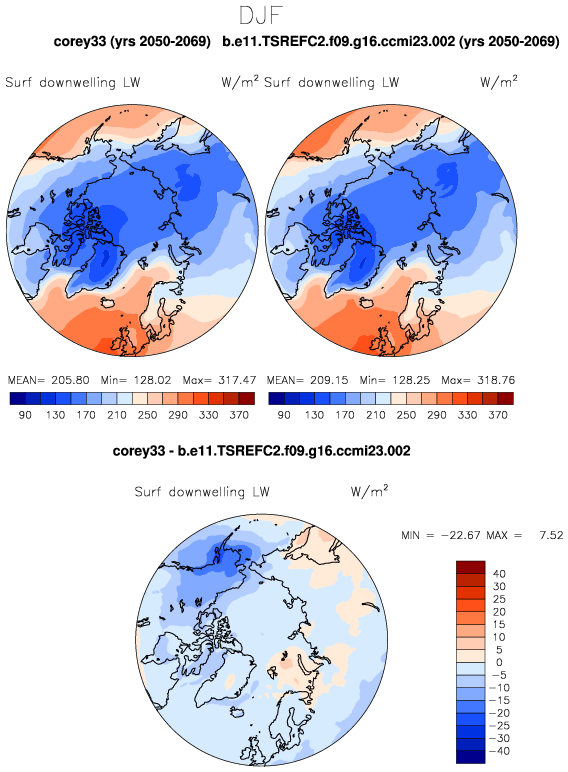 DJF
corey33 (yrs 2050-2069) b.e11.TSREFC2.f09.g16.ccmi23.002 (yrs 2050-2069)
Surf downwelling LW W/m² Surf downwelling LW W/m²
MEAN= 205.80 Min= 128.02 Max= 317.47 MEAN= 209.15 Min= 128.25 Max= 318.76
90 130 170 210 250 290 330 370 90 130 170 210 250 290 330 370
corey33 - b.e11.TSREFC2.f09.g16.ccmi23.002
Surf downwelling LW W/m²
MIN = -22.67 MAX = 7.52
40
30
25
20
15
10
5
0
-5
-10
-15
-20
-25
-30
-40